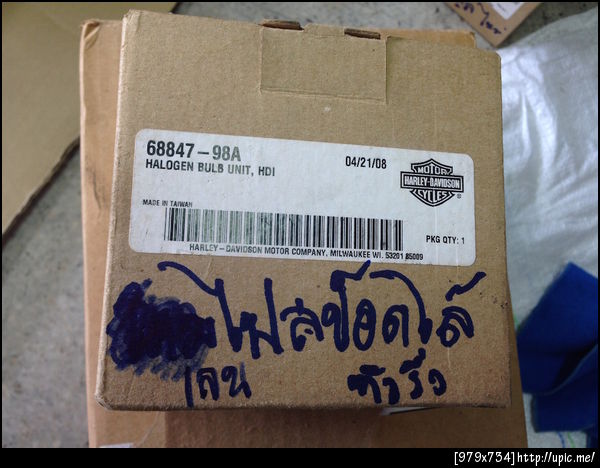 68847-98A
HALOGEN BULB UNIT, HDI
04/21/08
MOTOR
HARLEY-DAVIDSON
CYCLES
®
MADE IN TAIWAN
PKG QTY: 1
HARLEY-DAVIDSON MOTOR COMPANY, MILWAUKEE WI. 53201 85009
ไฟสป็อตไล้
เลน ทัวริ่ง
[979x734]http://upic.me/